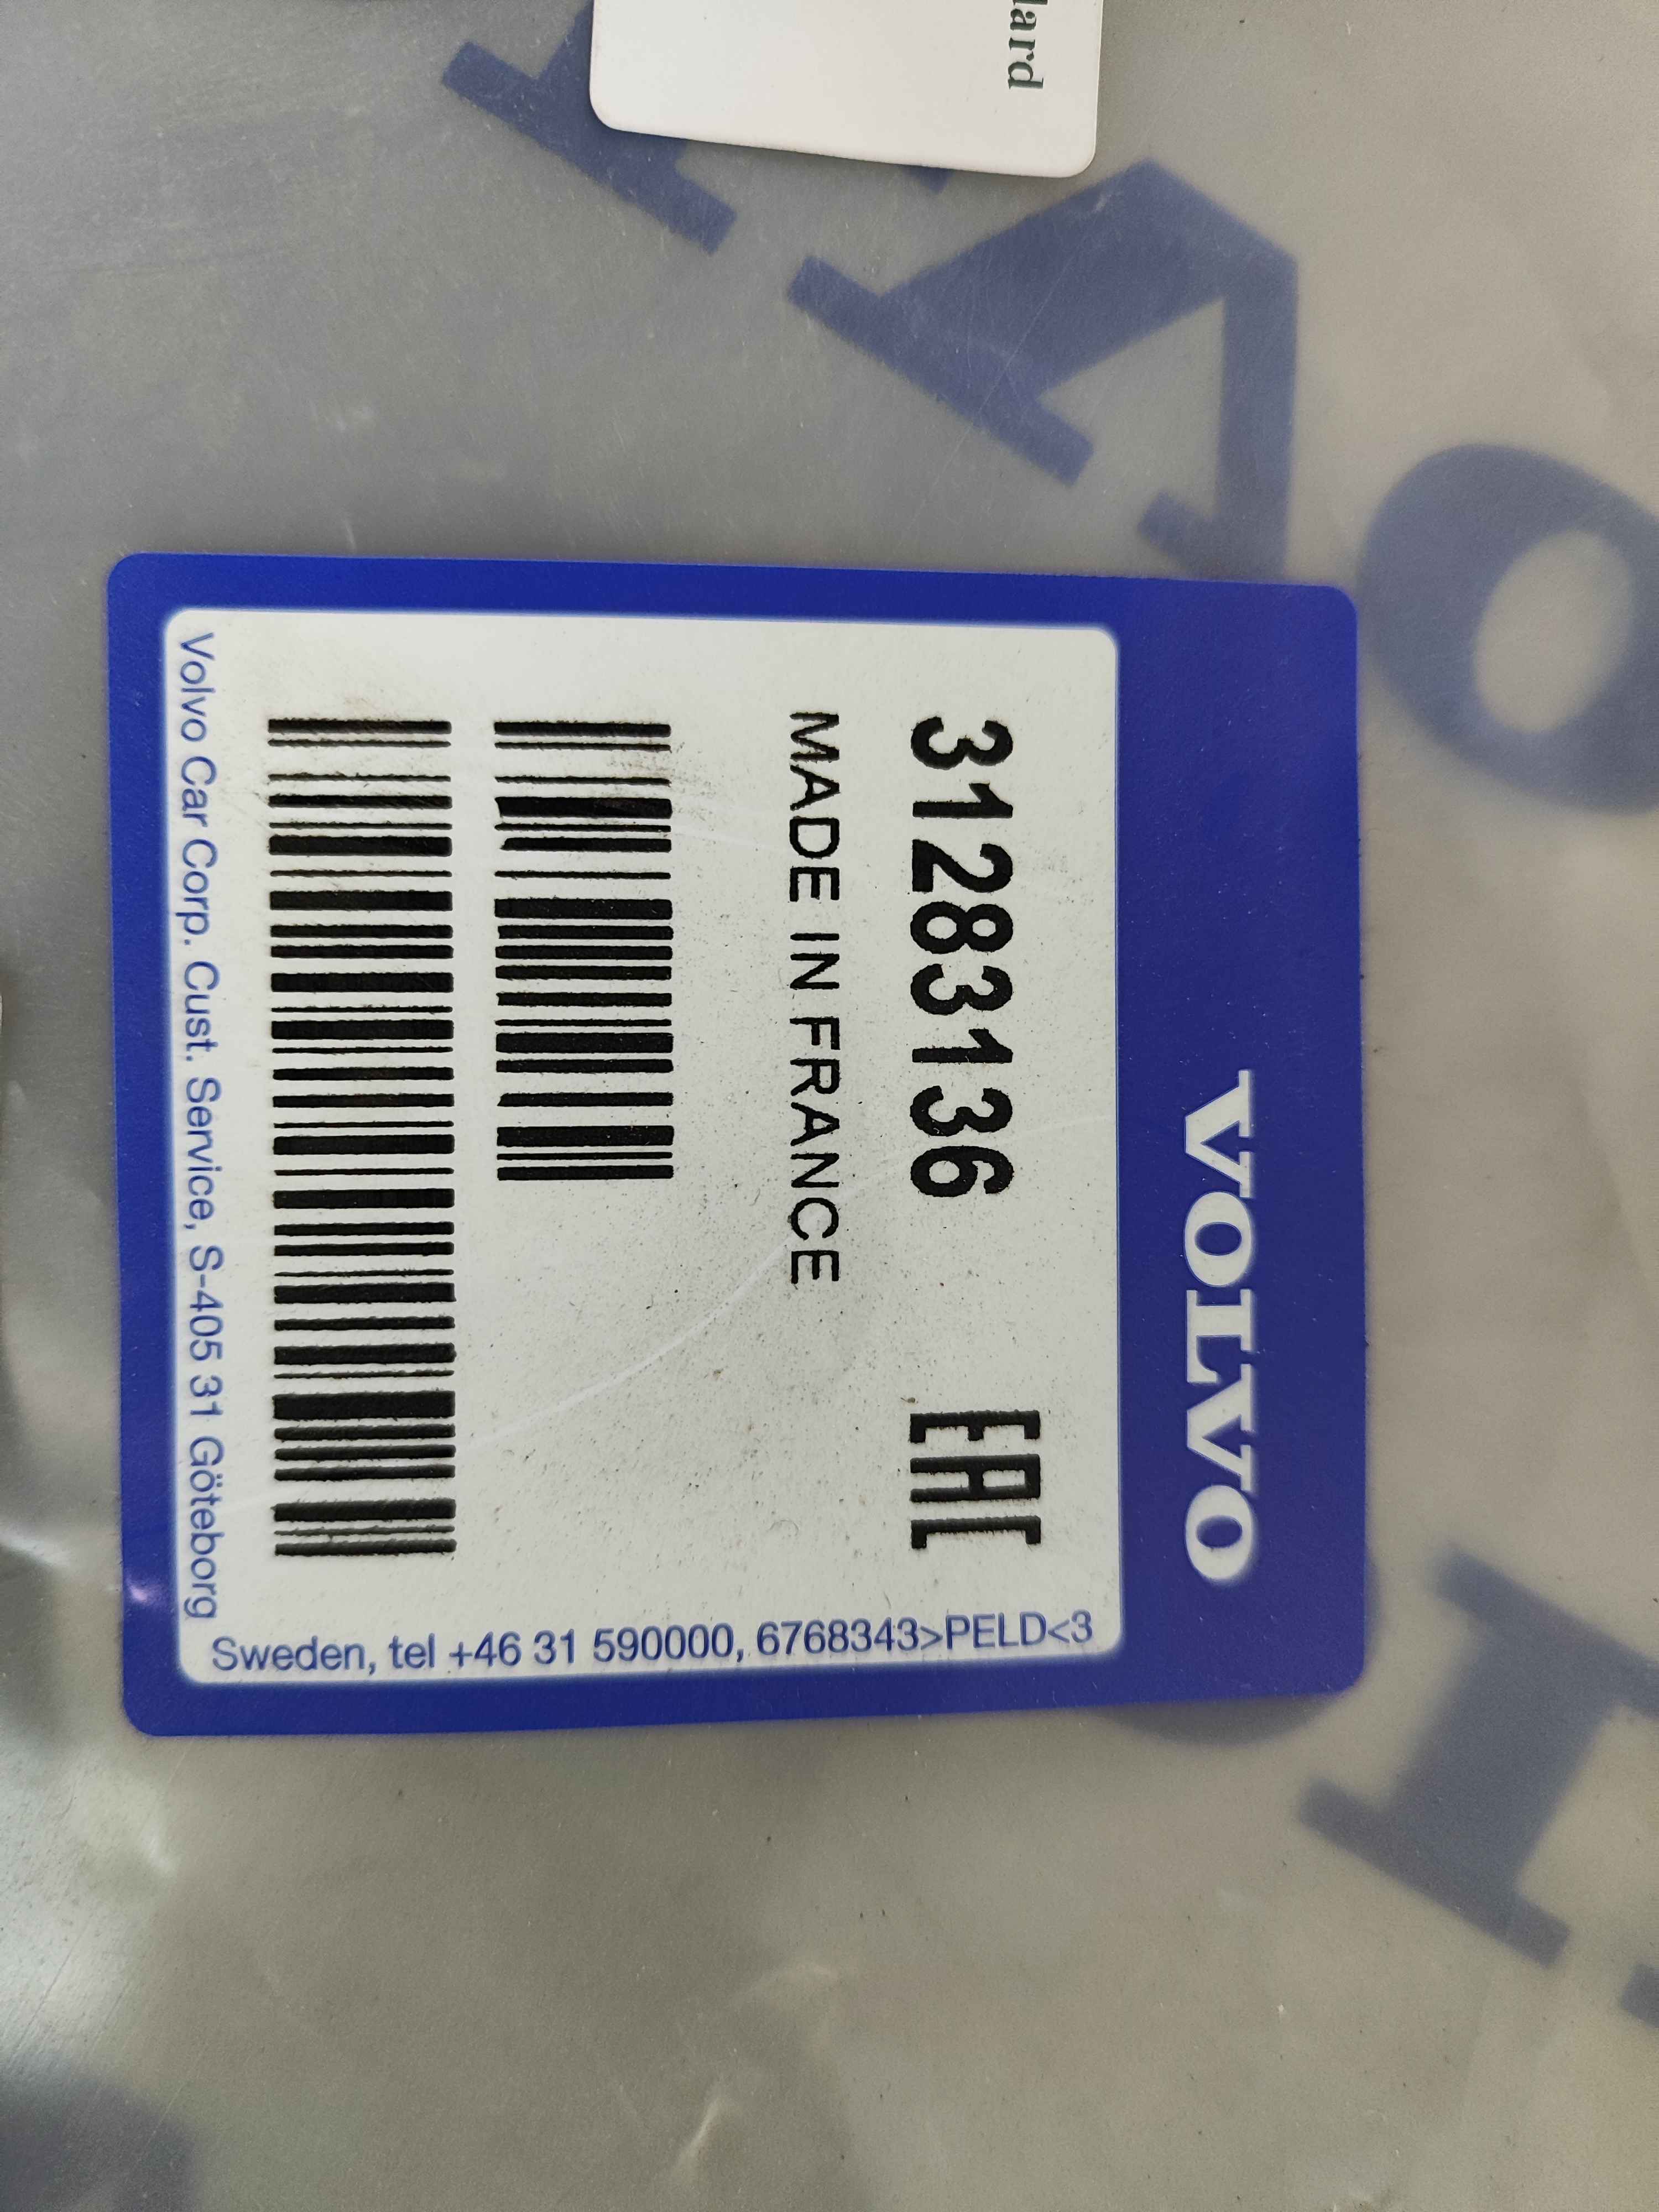 lard
VOLVO
31283136
EAC
MADE IN FRANCE
Volvo Car Corp. Cust. Service, S-405 31 Göteborg
Sweden, tel +46 31 590000, 6768343>PELD<3